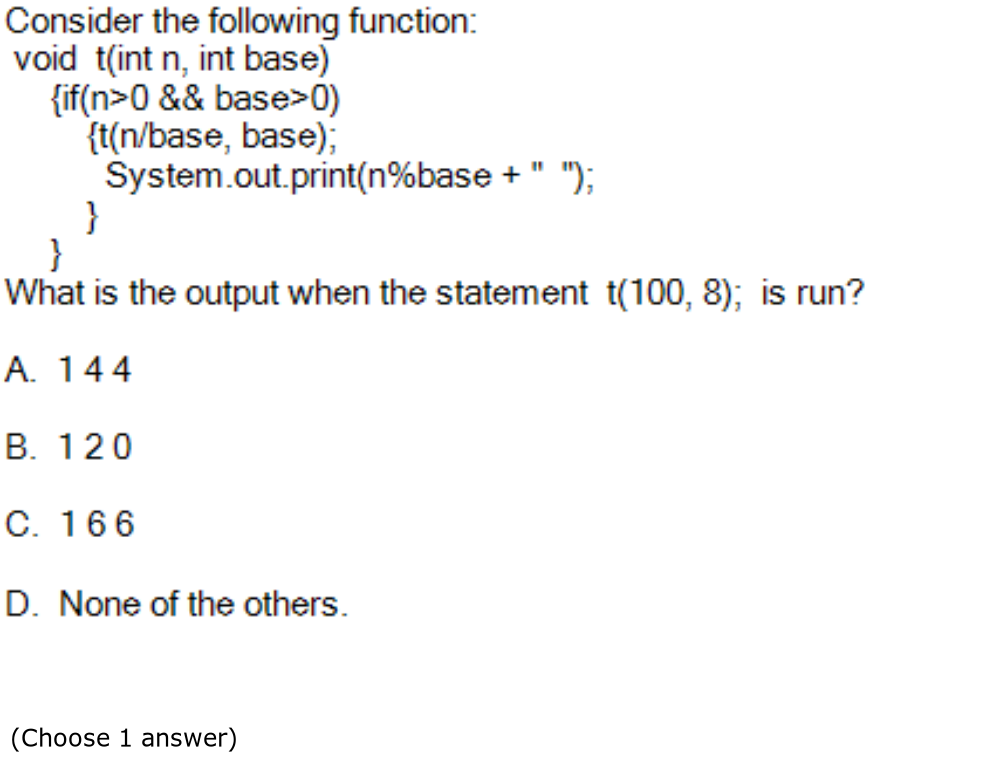 Consider the following function:
void t(int n, int base)
{if(n>0 && base>0)
{t(n/base, base);
System.out.print(n%base + " ");
}
}
What is the output when the statement t(100, 8); is run?
A. 1 4 4
B. 1 2 0
C. 1 6 6
D. None of the others.
(Choose 1 answer)